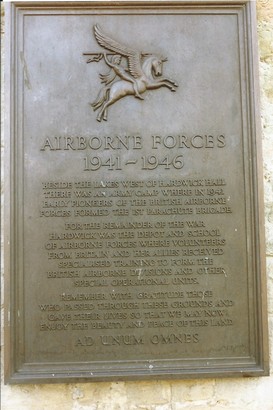 AIRBORNE FORCES
1941-1946
BESIDE THE LAKES WEST OF HARDWICK HALL
THERE WAS AN ARMY CAMP WHERE IN 1941
EARLY PIONEERS OF THE BRITISH AIRBORNE
FORCES FORMED THE 1ST PARACHUTE BRIGADE.
FOR THE REMAINDER OF THE WAR
HARDWICK WAS THE DEPOT AND SCHOOL
OF AIRBORNE FORCES WHERE VOLUNTEERS
FROM BRITAIN AND HER ALLIES RECEIVED
SPECIALISED TRAINING TO FORM THE
BRITISH AIRBORNE DIVISIONS AND OTHER
SPECIAL OPERATIONAL UNITS.
REMEMBER WITH GRATITUDE THOSE
WHO PASSED THROUGH THESE GROUNDS AND
GAVE THEIR LIVES SO THAT WE MAY NOW
ENJOY THE BEAUTY AND PEACE OF THIS LAND.
AD UNUM OMNES